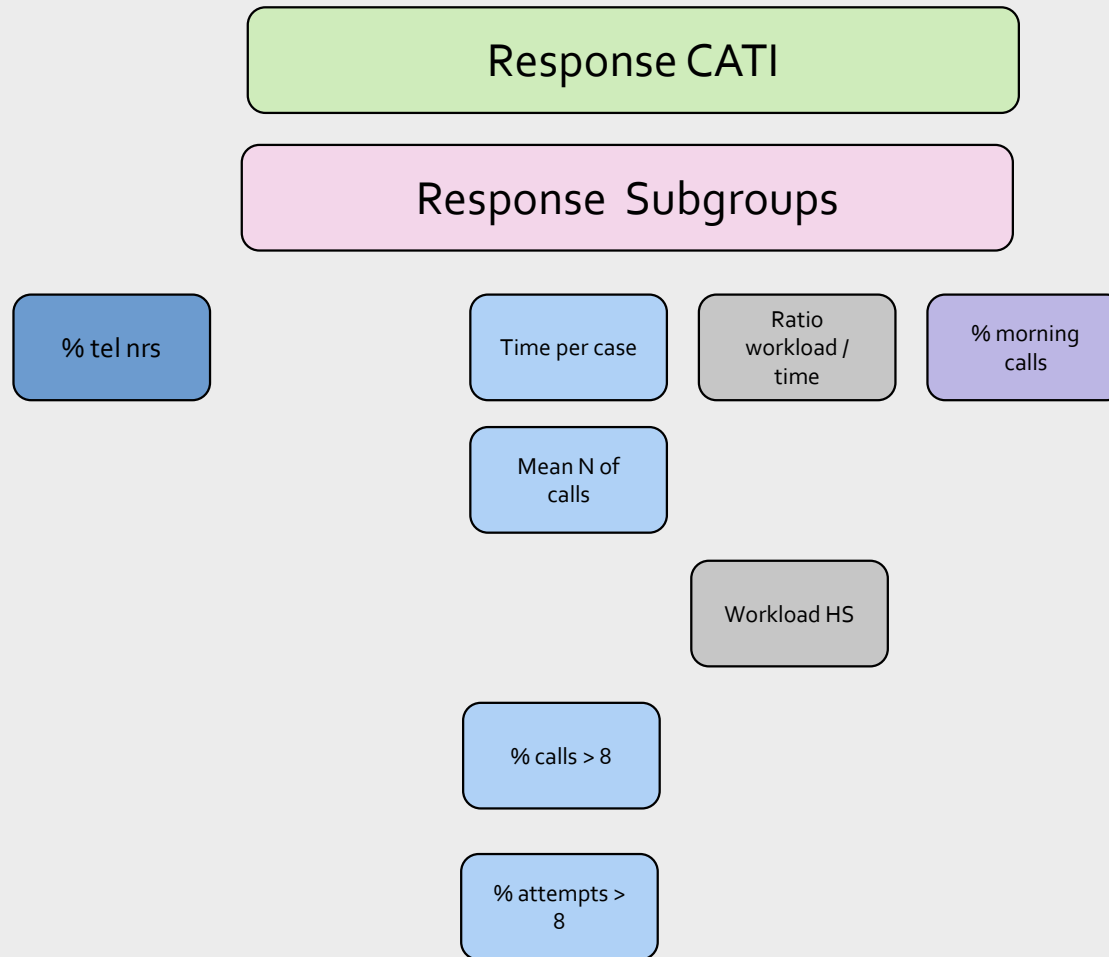 Response CATI
Response Subgroups
% tel nrs
Time per case
Ratio
workload /
time
% morning
calls
Mean N of
calls
Workload HS
% calls > 8
% attempts >
8